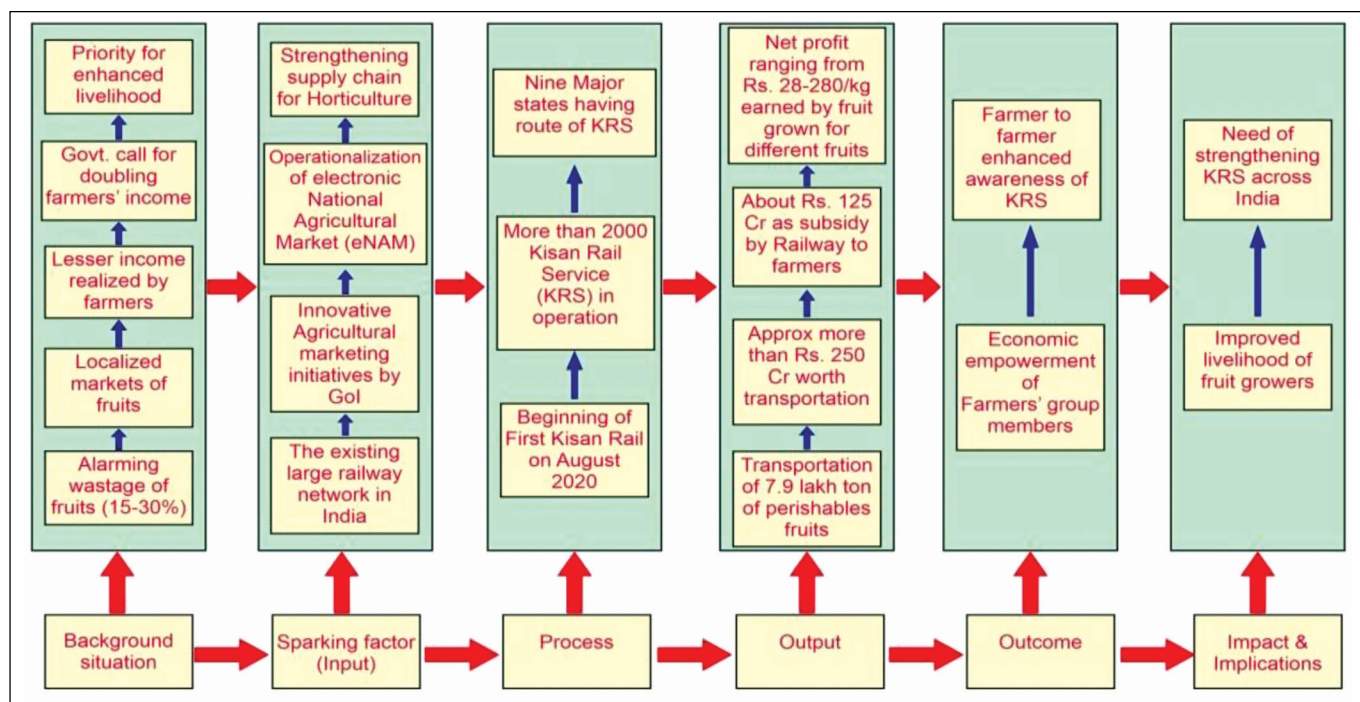 Priority for
enhanced
livelihood
Govt. call for
doubling
farmers' income
Lesser income
realized by
farmers
Localized
markets of
fruits
Alarming
wastage of
fruits (15-30%)
Background
situation
Strengthening
supply chain
for Horticulture
Operationalization
of electronic
National
Agricultural
Market (eNAM)
Innovative
Agricultural
marketing
initiatives by
GoI
The existing
large railway
network in
India
Sparking factor
(Input)
Nine Major
states having
route of KRS
More than 2000
Kisan Rail
Service
(KRS) in
operation
Beginning of
First Kisan Rail
on August
2020
Process
Net profit
ranging from
Rs. 28-280/kg
earned by fruit
grown for
different fruits
About Rs. 125
Cr as subsidy
by Railway to
farmers
Approx more
than Rs. 250
Cr worth
transportation
Transportation
of 7.9 lakh ton
of perishables
fruits
Output
Farmer to
farmer
enhanced
awareness of
KRS
Economic
empowerment
of
Farmers' group
members
Outcome
Need of
strengthening
KRS across
India
Improved
livelihood of
fruit growers
Impact &
Implications